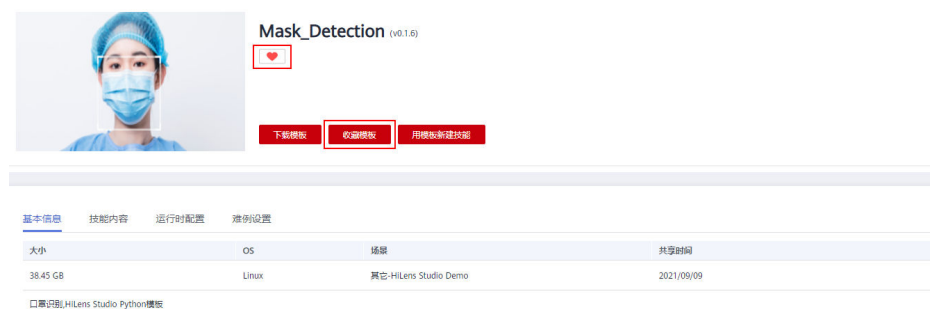 Mask_Detection (v0.1.6)
下载模板 收藏模板 用模板新建技能
基本信息 技能内容 运行时配置 难例设置
大小 OS 场景 共享时间
38.45 GB Linux 其它-HiLens Studio Demo 2021/09/09
口罩识别,HiLens Studio Python模板